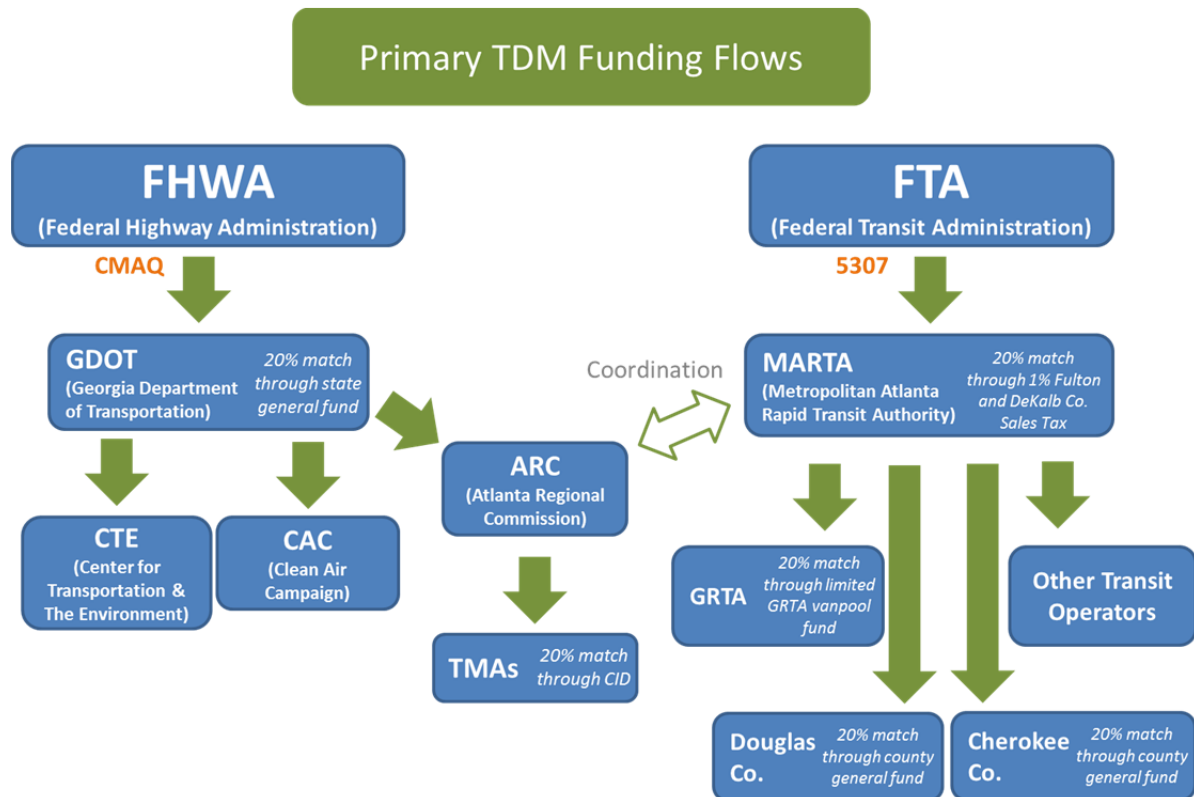 Primary TDM Funding Flows
FHWA
(Federal Highway Administration)
CMAQ
FTA
(Federal Transit Administration)
5307
GDOT
(Georgia Department
of Transportation)
20% match
through state
general fund
Coordination
MARTA
(Metropolitan Atlanta
Rapid Transit Authority)
20% match
through 1% Fulton
and DeKalb Co.
Sales Tax
ARC
(Atlanta Regional
Commission)
CTE
(Center for
Transportation &
The Environment)
CAC
(Clean Air
Campaign)
GRTA
20% match
through limited
GRTA vanpool
fund
Other Transit
Operators
TMAs
20% match
through CID
Douglas
Co.
20% match
through county
general fund
Cherokee
Co.
20% match
through county
general fund